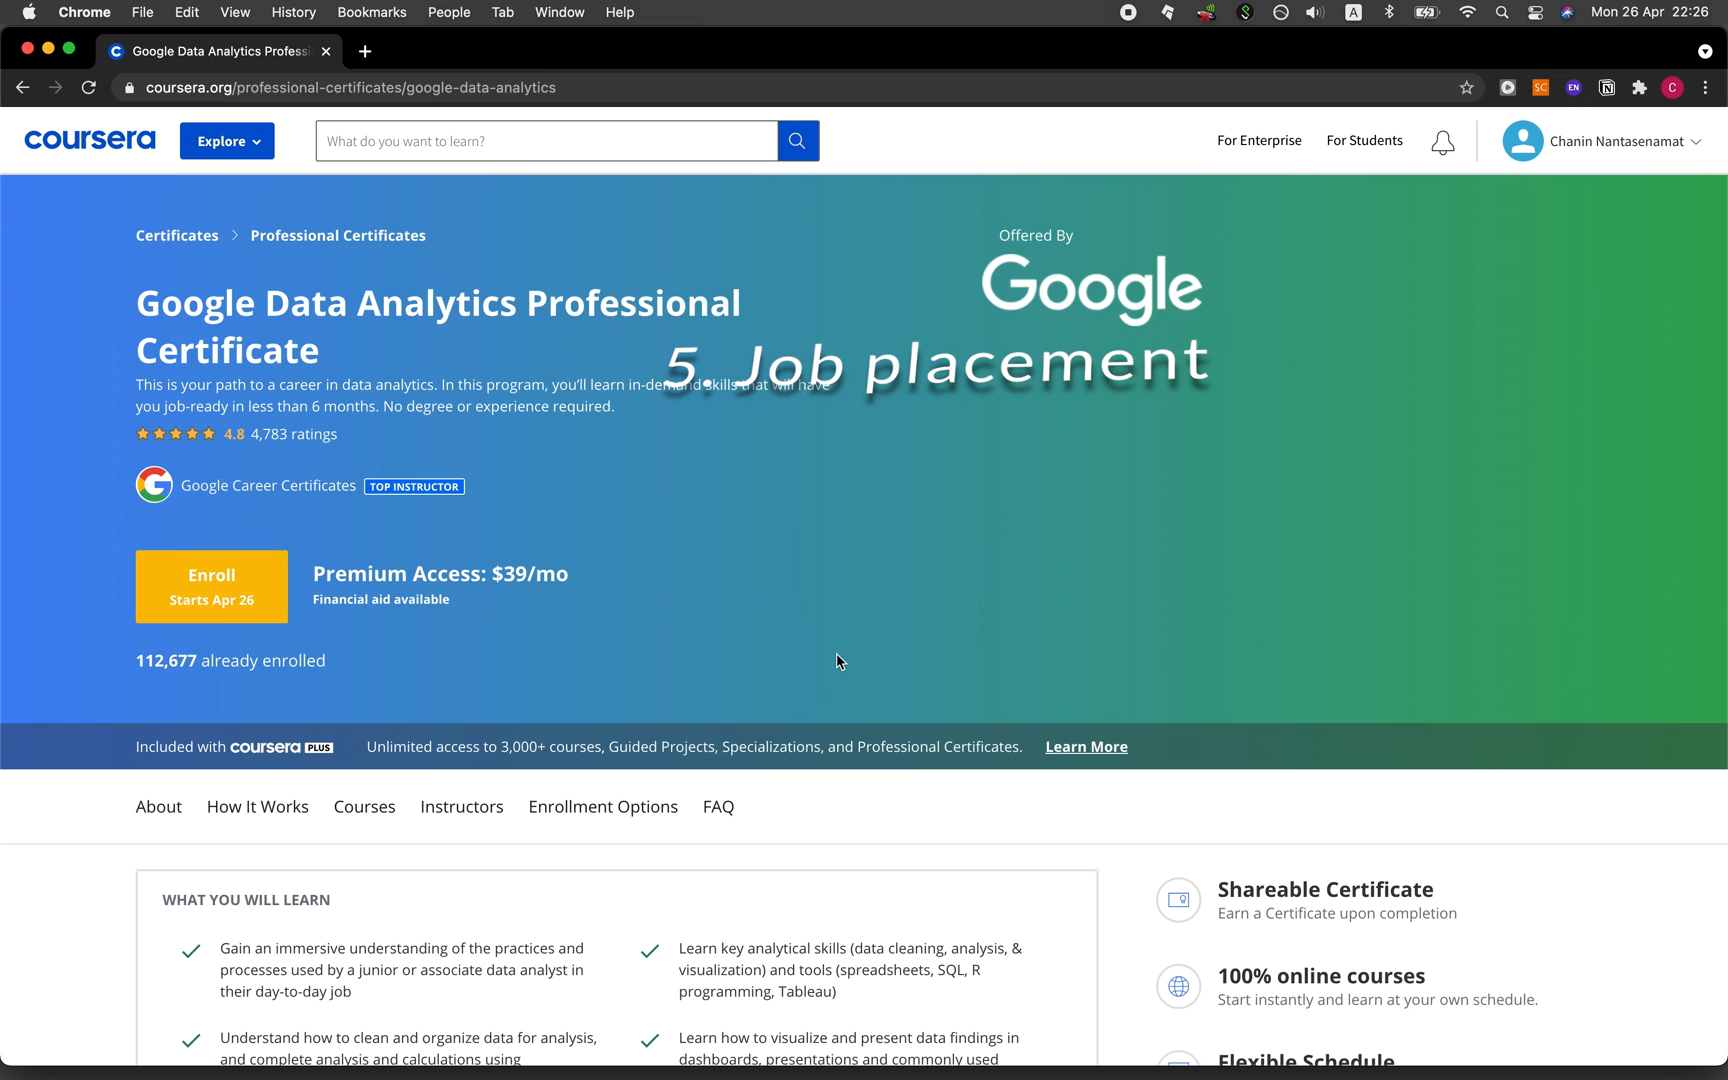 Chrome File Edit View History Bookmarks People Tab Window Help
A
Mon 26 Apr 22:26
Google Data Analytics Professi
coursera.org/professional-certificates/google-data-analytics
SC
EN
C
coursera
Explore
What do you want to learn?
For Enterprise
For Students
Chanin Nantasenamat
Certificates > Professional Certificates
Offered By
Google
Google Data Analytics Professional
Certificate
5. Job placement
This is your path to a career in data analytics. In this program, you'll learn in-demand skills that will have
you job-ready in less than 6 months. No degree or experience required.
4.8 4,783 ratings
Google Career Certificates TOP INSTRUCTOR
Enroll
Starts Apr 26
Premium Access: $39/mo
Financial aid available
112,677 already enrolled
Included with coursera PLUS
Unlimited access to 3,000+ courses, Guided Projects, Specializations, and Professional Certificates. Learn More
About How It Works Courses Instructors Enrollment Options FAQ
WHAT YOU WILL LEARN
Gain an immersive understanding of the practices and
processes used by a junior or associate data analyst in
their day-to-day job
Learn key analytical skills (data cleaning, analysis, &
visualization) and tools (spreadsheets, SQL, R
programming, Tableau)
Understand how to clean and organize data for analysis,
and complete analysis and calculations using
Learn how to visualize and present data findings in
dashboards, presentations and commonly used
Shareable Certificate
Earn a Certificate upon completion
100% online courses
Start instantly and learn at your own schedule.
Flexible Schedule